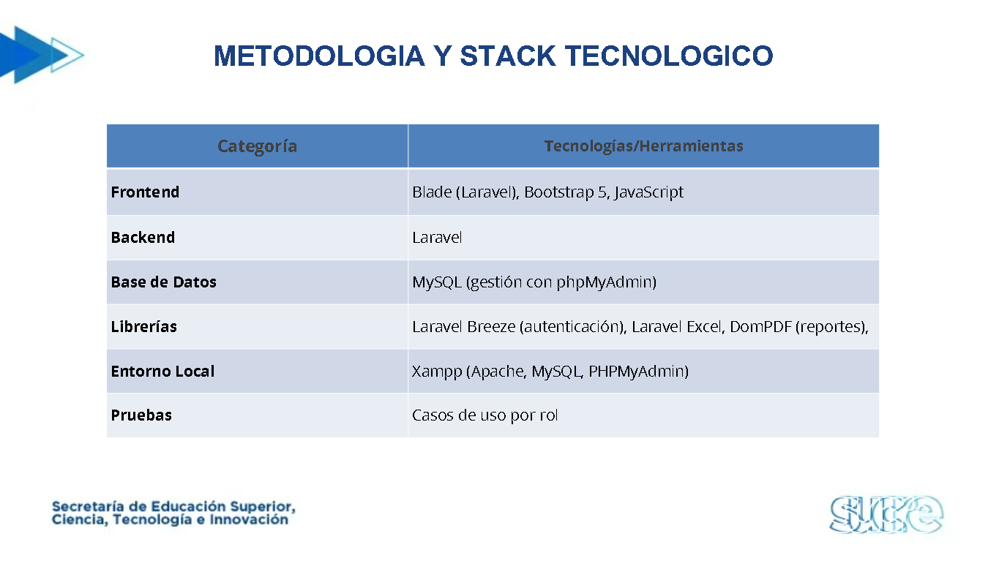 METODOLOGIA Y STACK TECNOLOGICO
Categoría
Tecnologías/Herramientas
Frontend
Blade (Laravel), Bootstrap 5, JavaScript
Backend
Laravel
Base de Datos
MySQL (gestión con phpMyAdmin)
Librerías
Laravel Breeze (autenticación), Laravel Excel, DomPDF (reportes),
Entorno Local
Xampp (Apache, MySQL, PHPMyAdmin)
Pruebas
Casos de uso por rol
Secretaría de Educación Superior,
Ciencia, Tecnología e Innovación
sucre